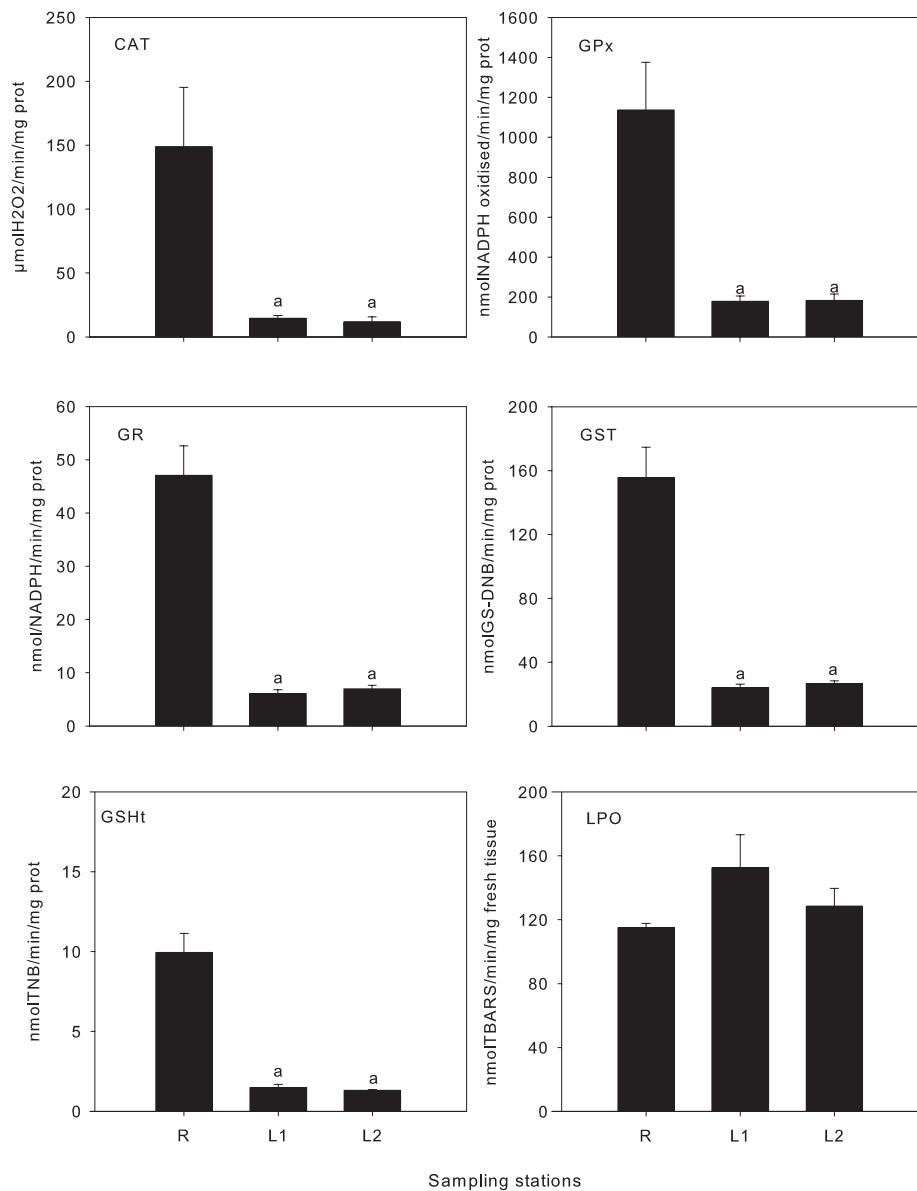 CAT
µmolH2O2/min/mg prot
250
200
150
100
50
0
a a
GPx
nmolNADPH oxidised/min/mg prot
1600
1400
1200
1000
800
600
400
200
0
a a
GR
nmol/NADPH/min/mg prot
60
50
40
30
20
10
0
a a
GST
nmolGS-DNB/min/mg prot
200
160
120
80
40
0
a a
GSHt
nmolTNB/min/mg prot
20
15
10
5
0
a a
R L1 L2
LPO
nmolTBARS/min/mg fresh tissue
200
160
120
80
40
0
R L1 L2
Sampling stations